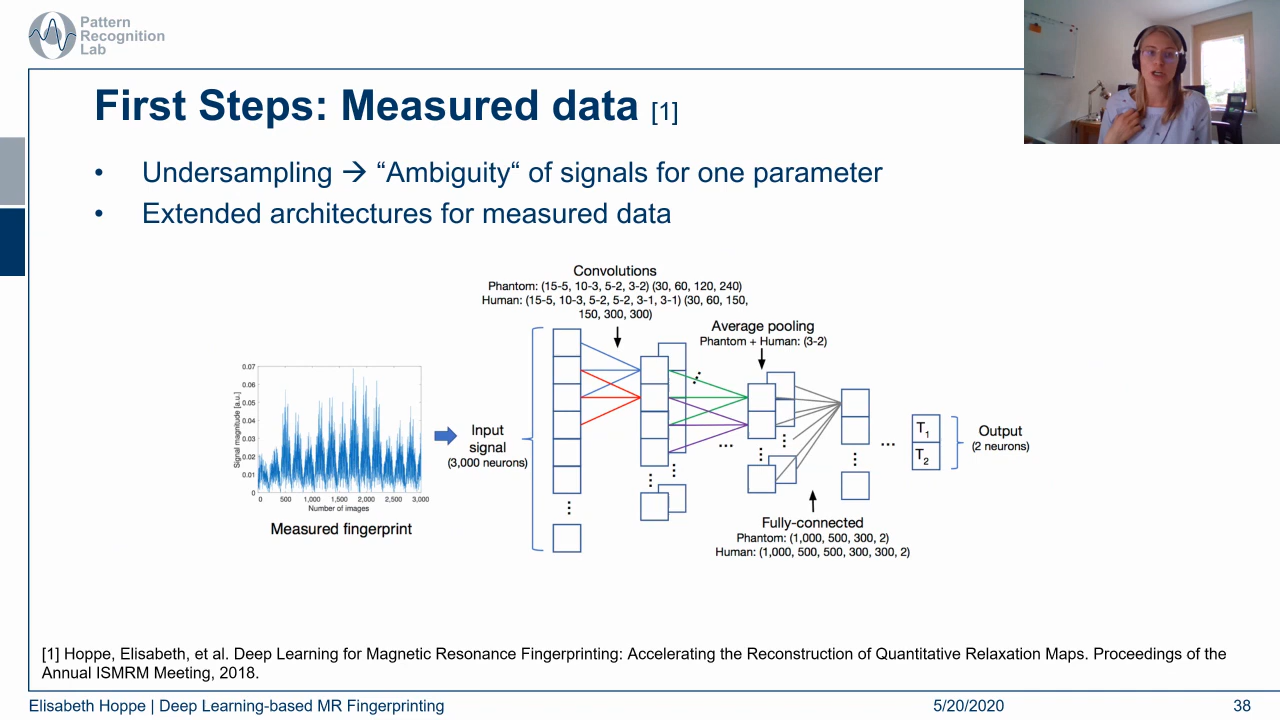 Pattern
Recognition
Lab
First Steps: Measured data [1]
• Undersampling → “Ambiguity“ of signals for one parameter
• Extended architectures for measured data
Convolutions
Phantom: (15-5, 10-3, 5-2, 3-2) (30, 60, 120, 240)
Human: (15-5, 10-3, 5-2, 5-2, 3-1, 3-1) (30, 60, 150,
150, 300, 300)
Average pooling
Phantom + Human: (3-2)
0.07
0.06
0.05
0.04
0.03
0.02
0.01
0
Signal magnitude [a.u.]
0 500 1,000 1,500 2,000 2,500 3,000
Number of images
Measured fingerprint
Input
signal
(3,000 neurons)
...
T1
T2
Output
(2 neurons)
Fully-connected
Phantom: (1,000, 500, 300, 2)
Human: (1,000, 500, 500, 300, 300, 2)
[1] Hoppe, Elisabeth, et al. Deep Learning for Magnetic Resonance Fingerprinting: Accelerating the Reconstruction of Quantitative Relaxation Maps. Proceedings of the
Annual ISMRM Meeting, 2018.
Elisabeth Hoppe | Deep Learning-based MR Fingerprinting
5/20/2020
38